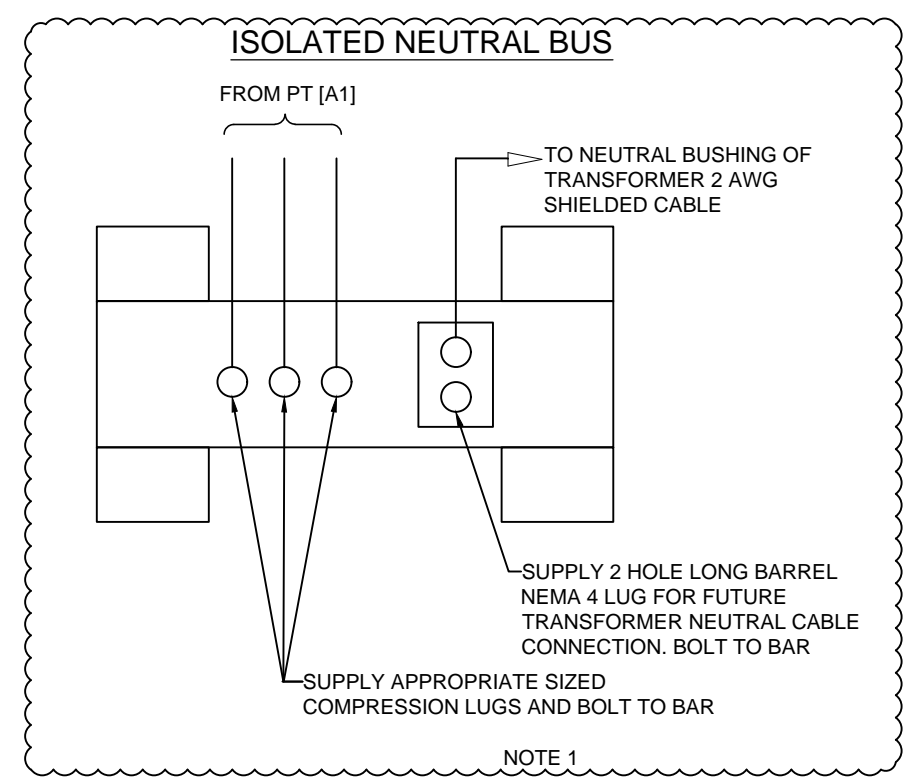 ISOLATED NEUTRAL BUS
FROM PT [A1]
TO NEUTRAL BUSHING OF
TRANSFORMER 2 AWG
SHIELDED CABLE
SUPPLY 2 HOLE LONG BARREL
NEMA 4 LUG FOR FUTURE
TRANSFORMER NEUTRAL CABLE
CONNECTION. BOLT TO BAR
SUPPLY APPROPRIATE SIZED
COMPRESSION LUGS AND BOLT TO BAR
NOTE 1